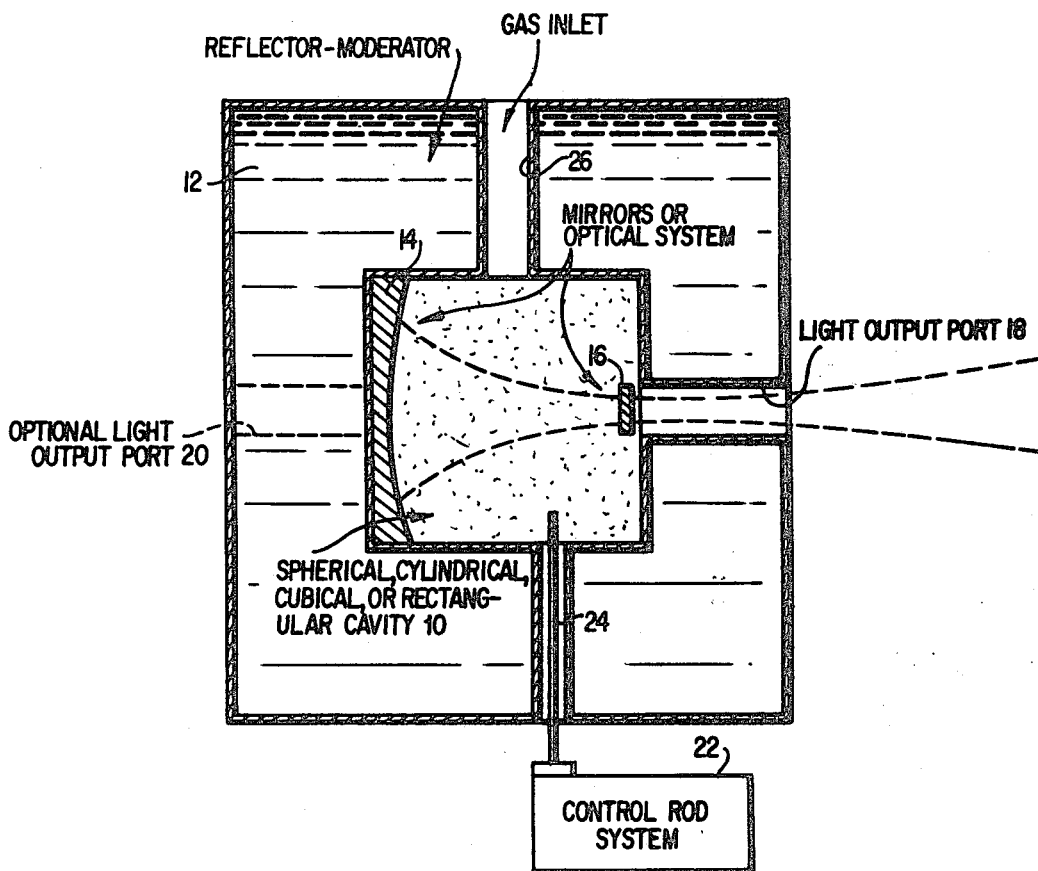 GAS INLET
REFLECTOR-MODERATOR
12
26
MIRRORS OR
OPTICAL SYSTEM
14
LIGHT OUTPUT PORT 18
16
OPTIONAL LIGHT
OUTPUT PORT 20
SPHERICAL, CYLINDRICAL,
CUBICAL, OR RECTANG-
ULAR CAVITY 10
24
22
CONTROL ROD
SYSTEM